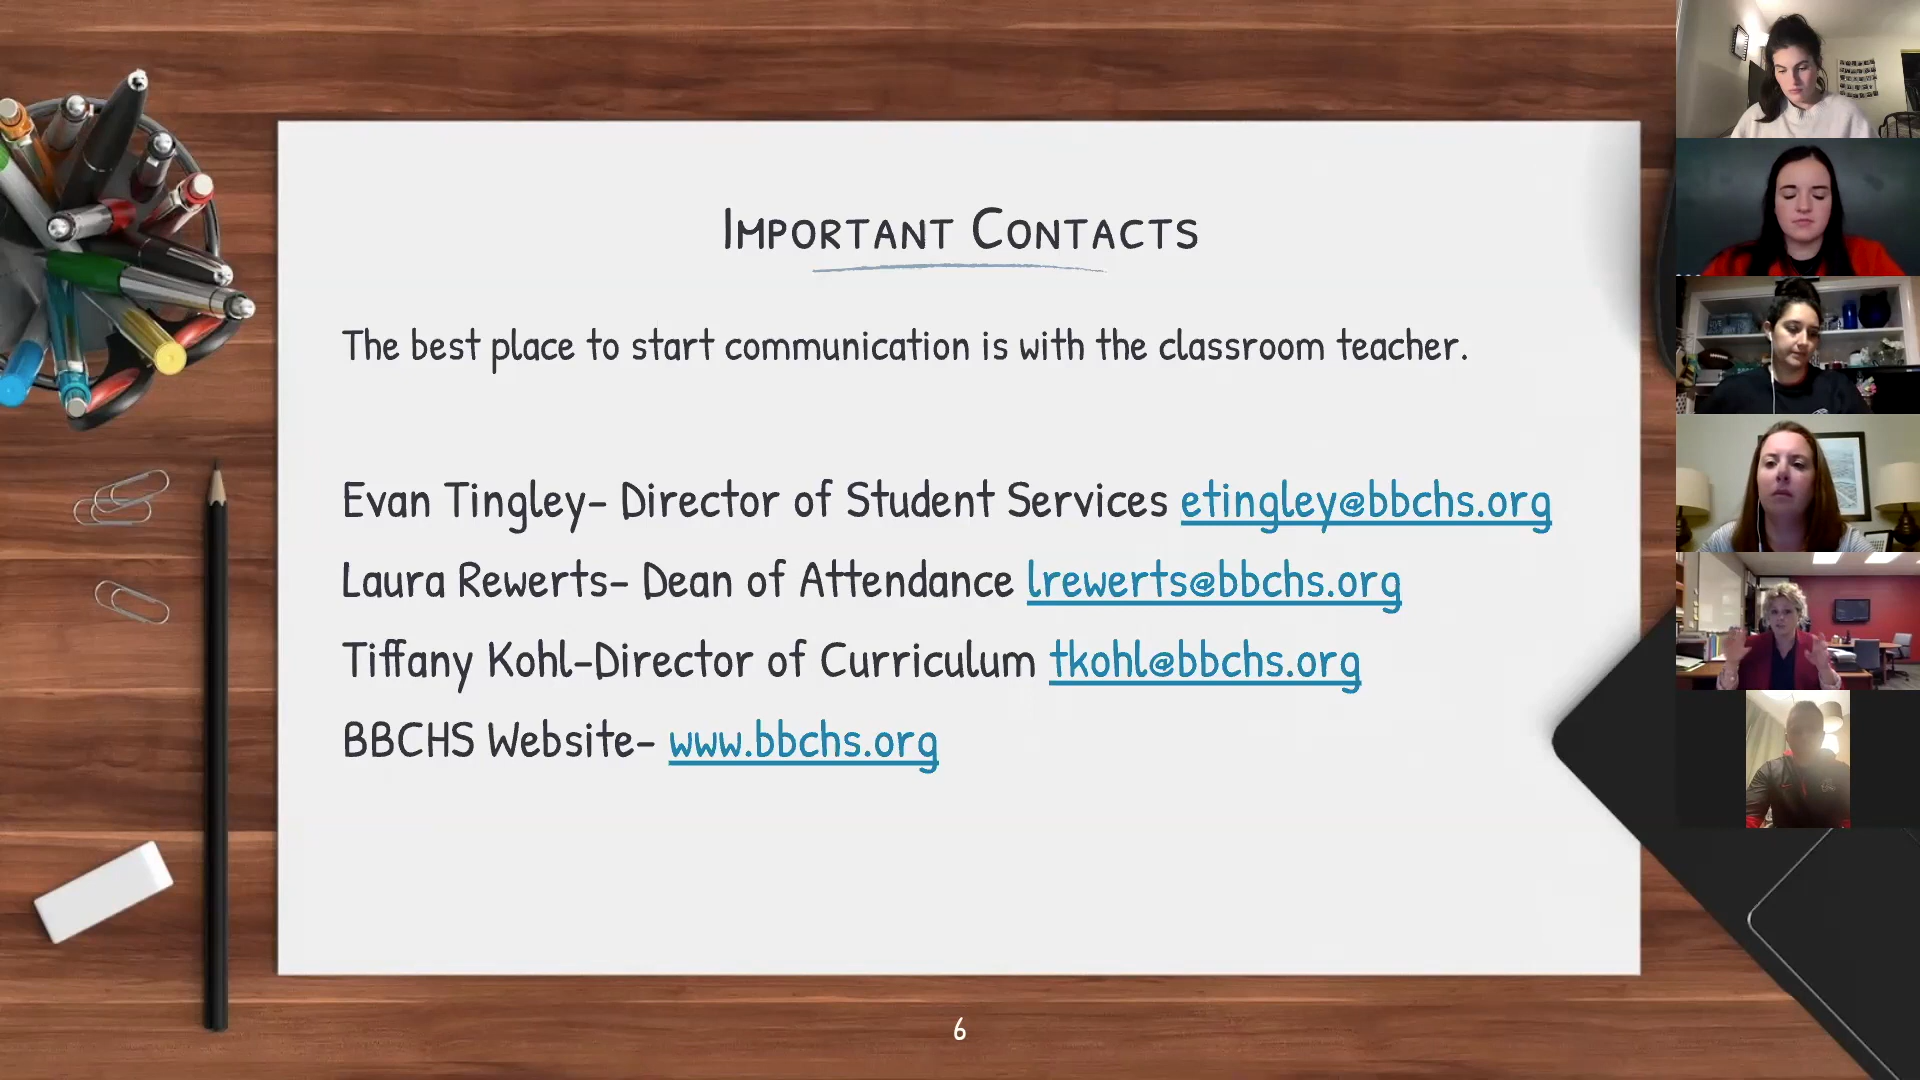 Important Contacts
The best place to start communication is with the classroom teacher.
Evan Tingley- Director of Student Services etingley@bbchs.org
Laura Rewerts- Dean of Attendance lrewerts@bbchs.org
Tiffany Kohl-Director of Curriculum tkohl@bbchs.org
BBCHS Website- www.bbchs.org
6